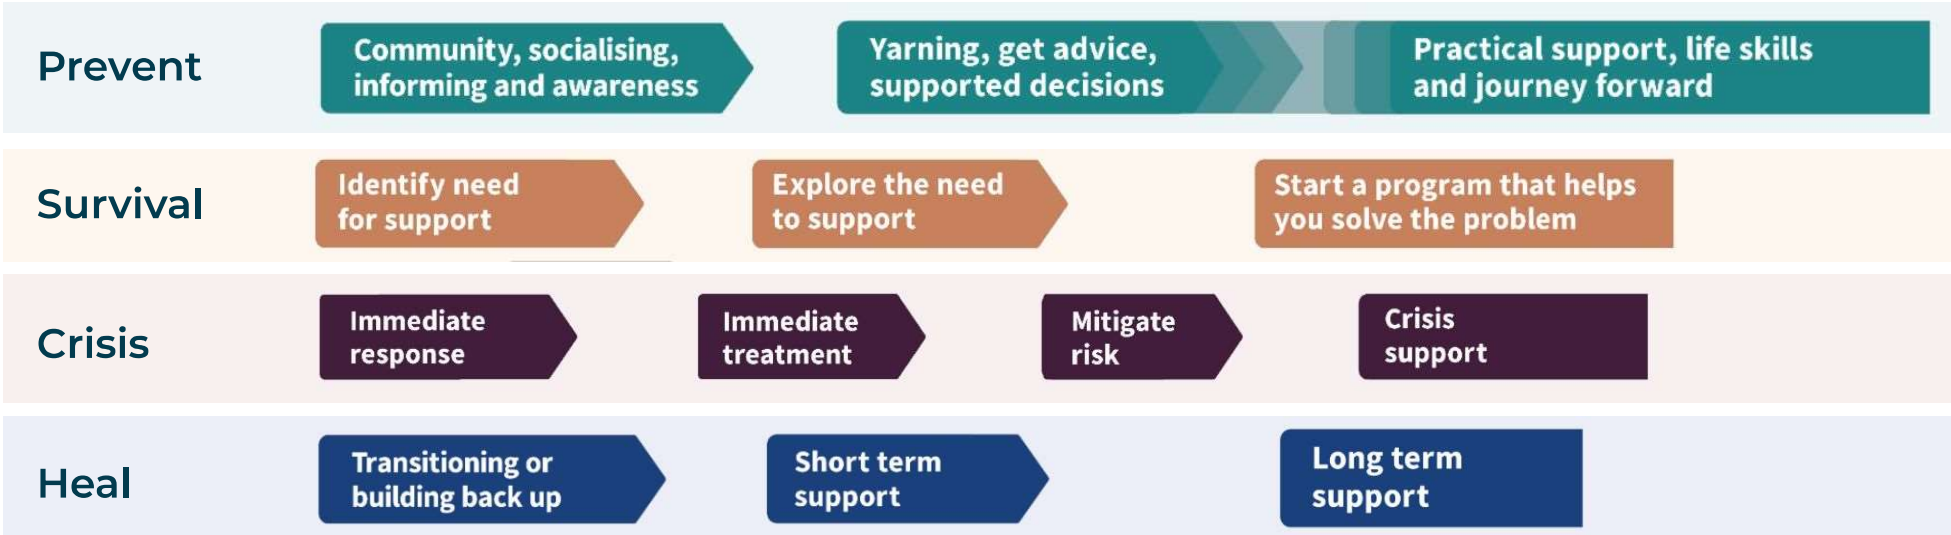 Prevent
Community, socialising,
informing and awareness
Yarning, get advice,
supported decisions
Practical support, life skills
and journey forward
Survival
Identify need
for support
Explore the need
to support
Start a program that helps
you solve the problem
Crisis
Immediate
response
Immediate
treatment
Mitigate
risk
Crisis
support
Heal
Transitioning or
building back up
Short term
support
Long term
support